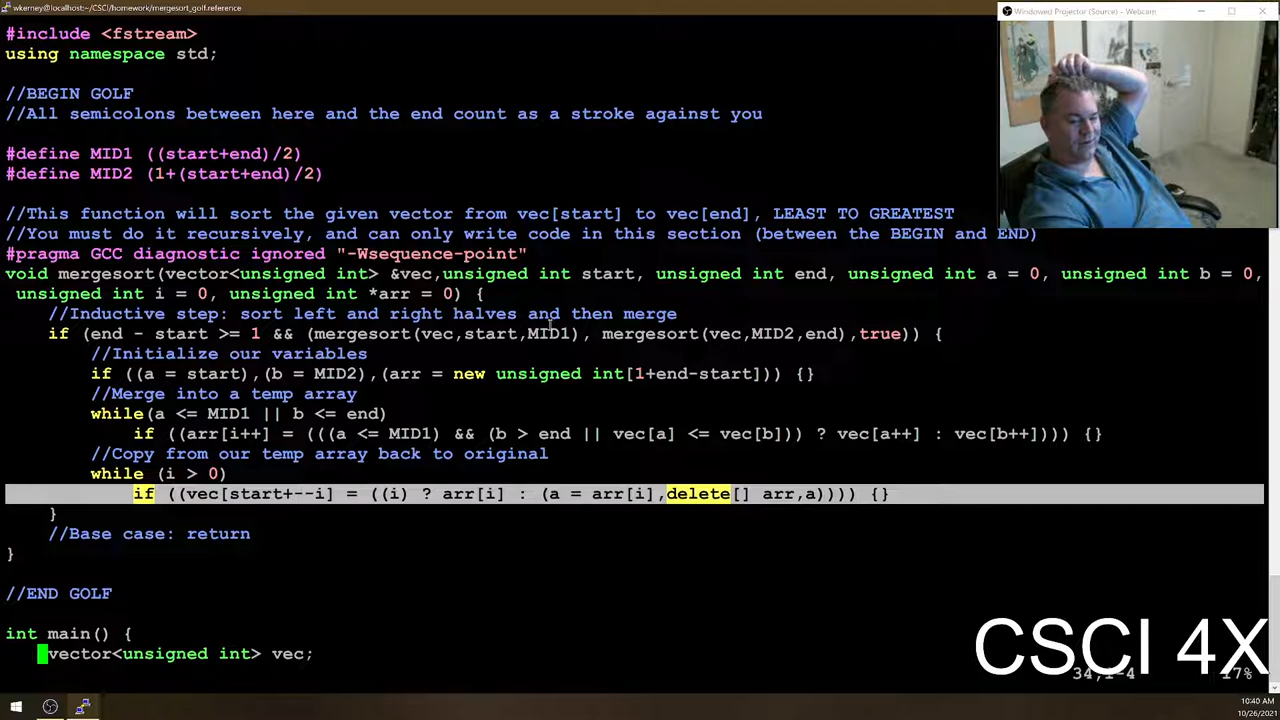 wkerney@localhost:~/CSCI/homework/mergesort_golf.reference
Windowed Projector (Source) - Webcam
#include <fstream>
using namespace std;
//BEGIN GOLF
//All semicolons between here and the end count as a stroke against you
#define MID1 ((start+end)/2)
#define MID2 (1+(start+end)/2)
//This function will sort the given vector from vec[start] to vec[end], LEAST TO GREATEST
//You must do it recursively, and can only write code in this section (between the BEGIN and END)
#pragma GCC diagnostic ignored "-Wsequence-point"
void mergesort(vector<unsigned int> &vec,unsigned int start, unsigned int end, unsigned int a = 0, unsigned int b = 0,
unsigned int i = 0, unsigned int *arr = 0) {
//Inductive step: sort left and right halves and then merge
if (end - start >= 1 && (mergesort(vec,start,MID1), mergesort(vec,MID2,end),true)) {
//Initialize our variables
if ((a = start),(b = MID2),(arr = new unsigned int[1+end-start])) {}
//Merge into a temp array
while(a <= MID1 || b <= end)
if ((arr[i++] = (((a <= MID1) && (b > end || vec[a] <= vec[b])) ? vec[a++] : vec[b++]))) {}
//Copy from our temp array back to original
while (i > 0)
if ((vec[start+--i] = ((i) ? arr[i] : (a = arr[i],delete[] arr,a)))) {}
}
//Base case: return
}
//END GOLF
int main() {
vector<unsigned int> vec;
CSCI 4X
34,1-4
17%
10:40 AM
10/26/2021